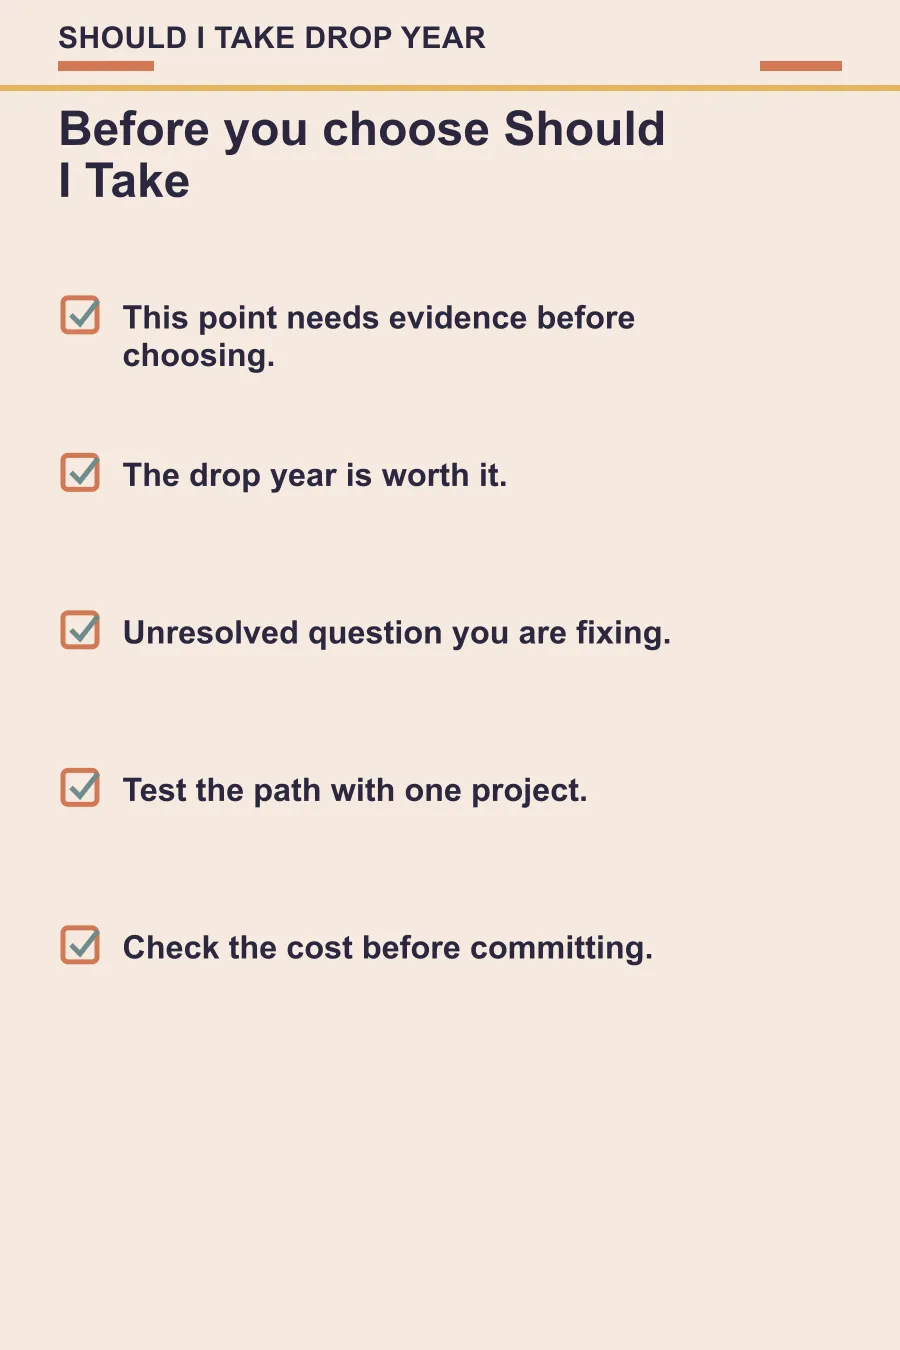 SHOULD I TAKE DROP YEAR
Before you choose Should
I Take
This point needs evidence before
choosing.
The drop year is worth it.
Unresolved question you are fixing.
Test the path with one project.
Check the cost before committing.